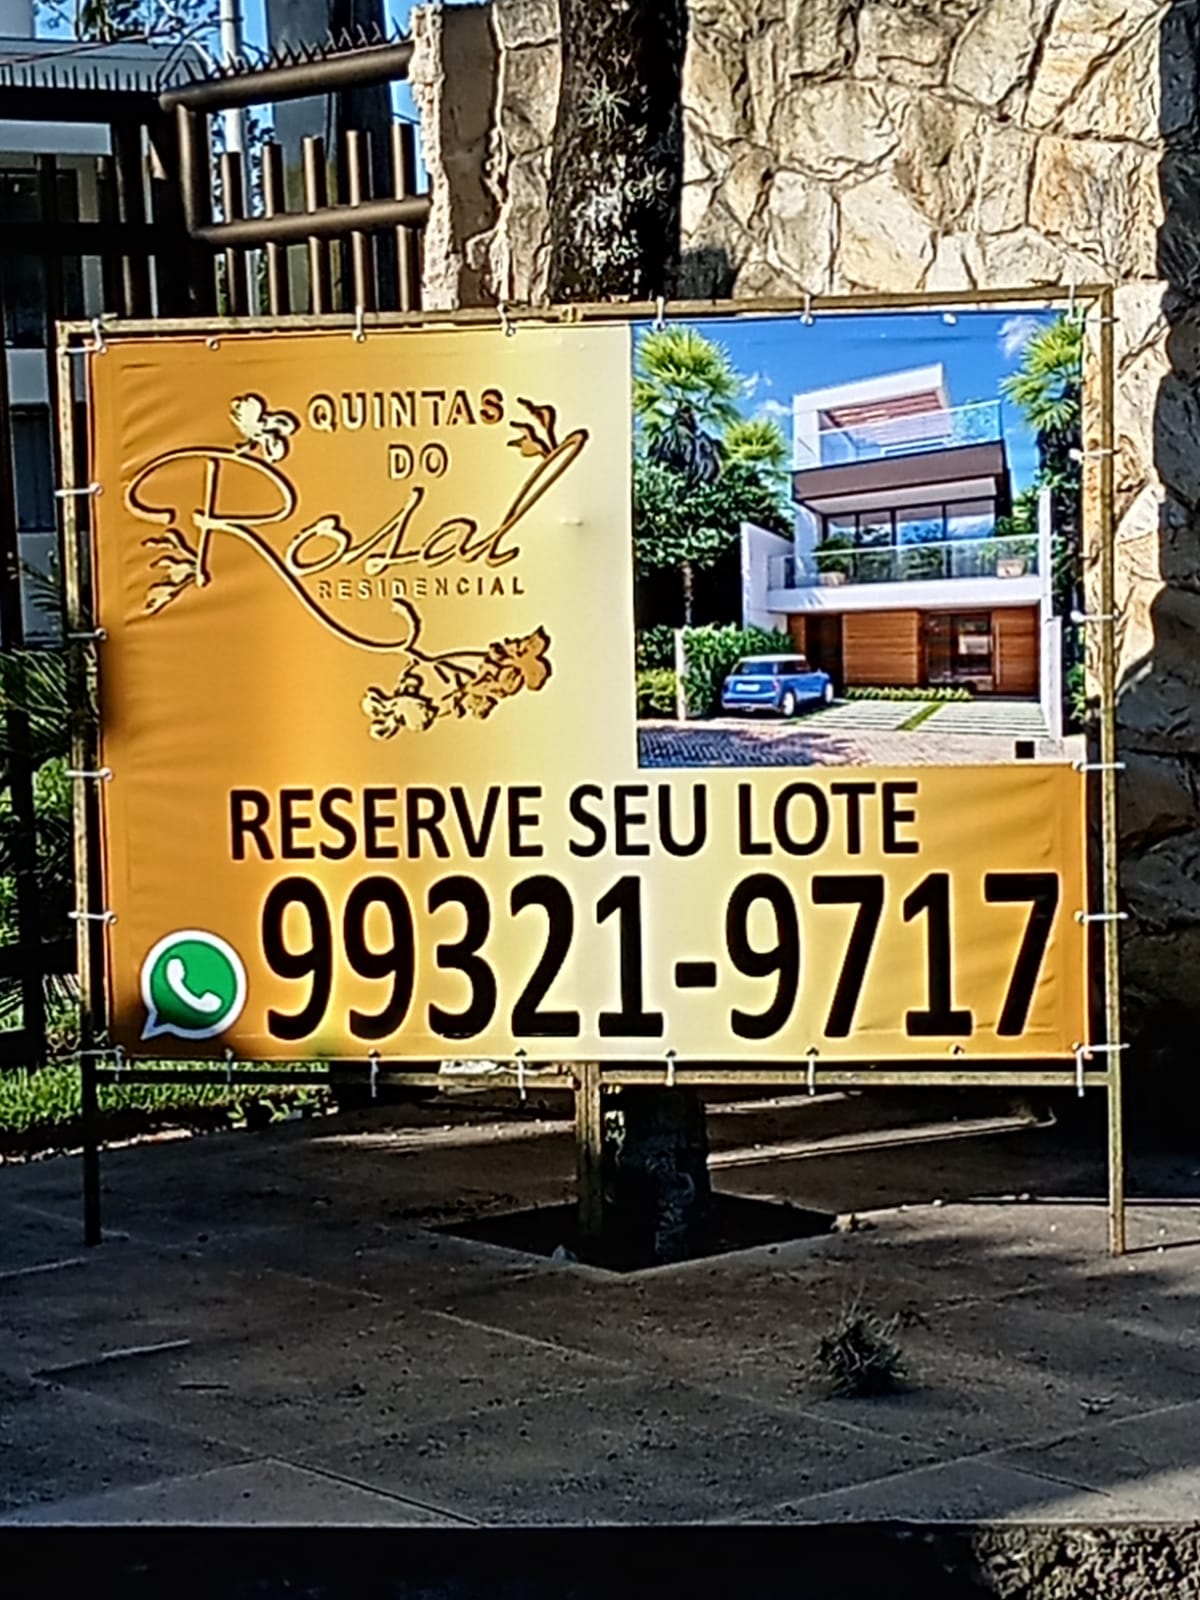 QUINTAS
DO
Rosal
RESIDENCIAL
RESERVE SEU LOTE
99321-9717